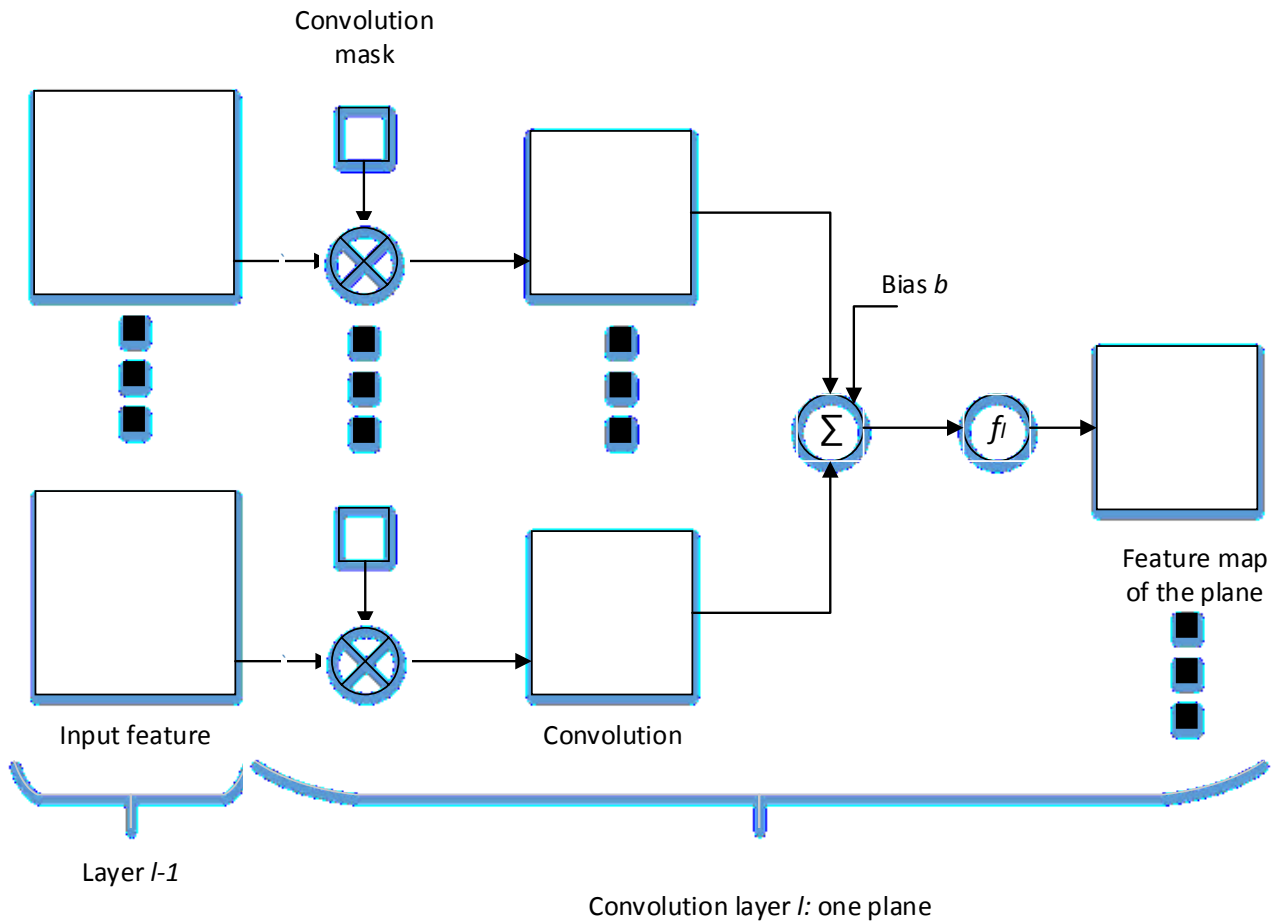 Convolution
mask
Bias b
∑
fl
Feature map
of the plane
Input feature
Convolution
Layer l-1
Convolution layer l: one plane